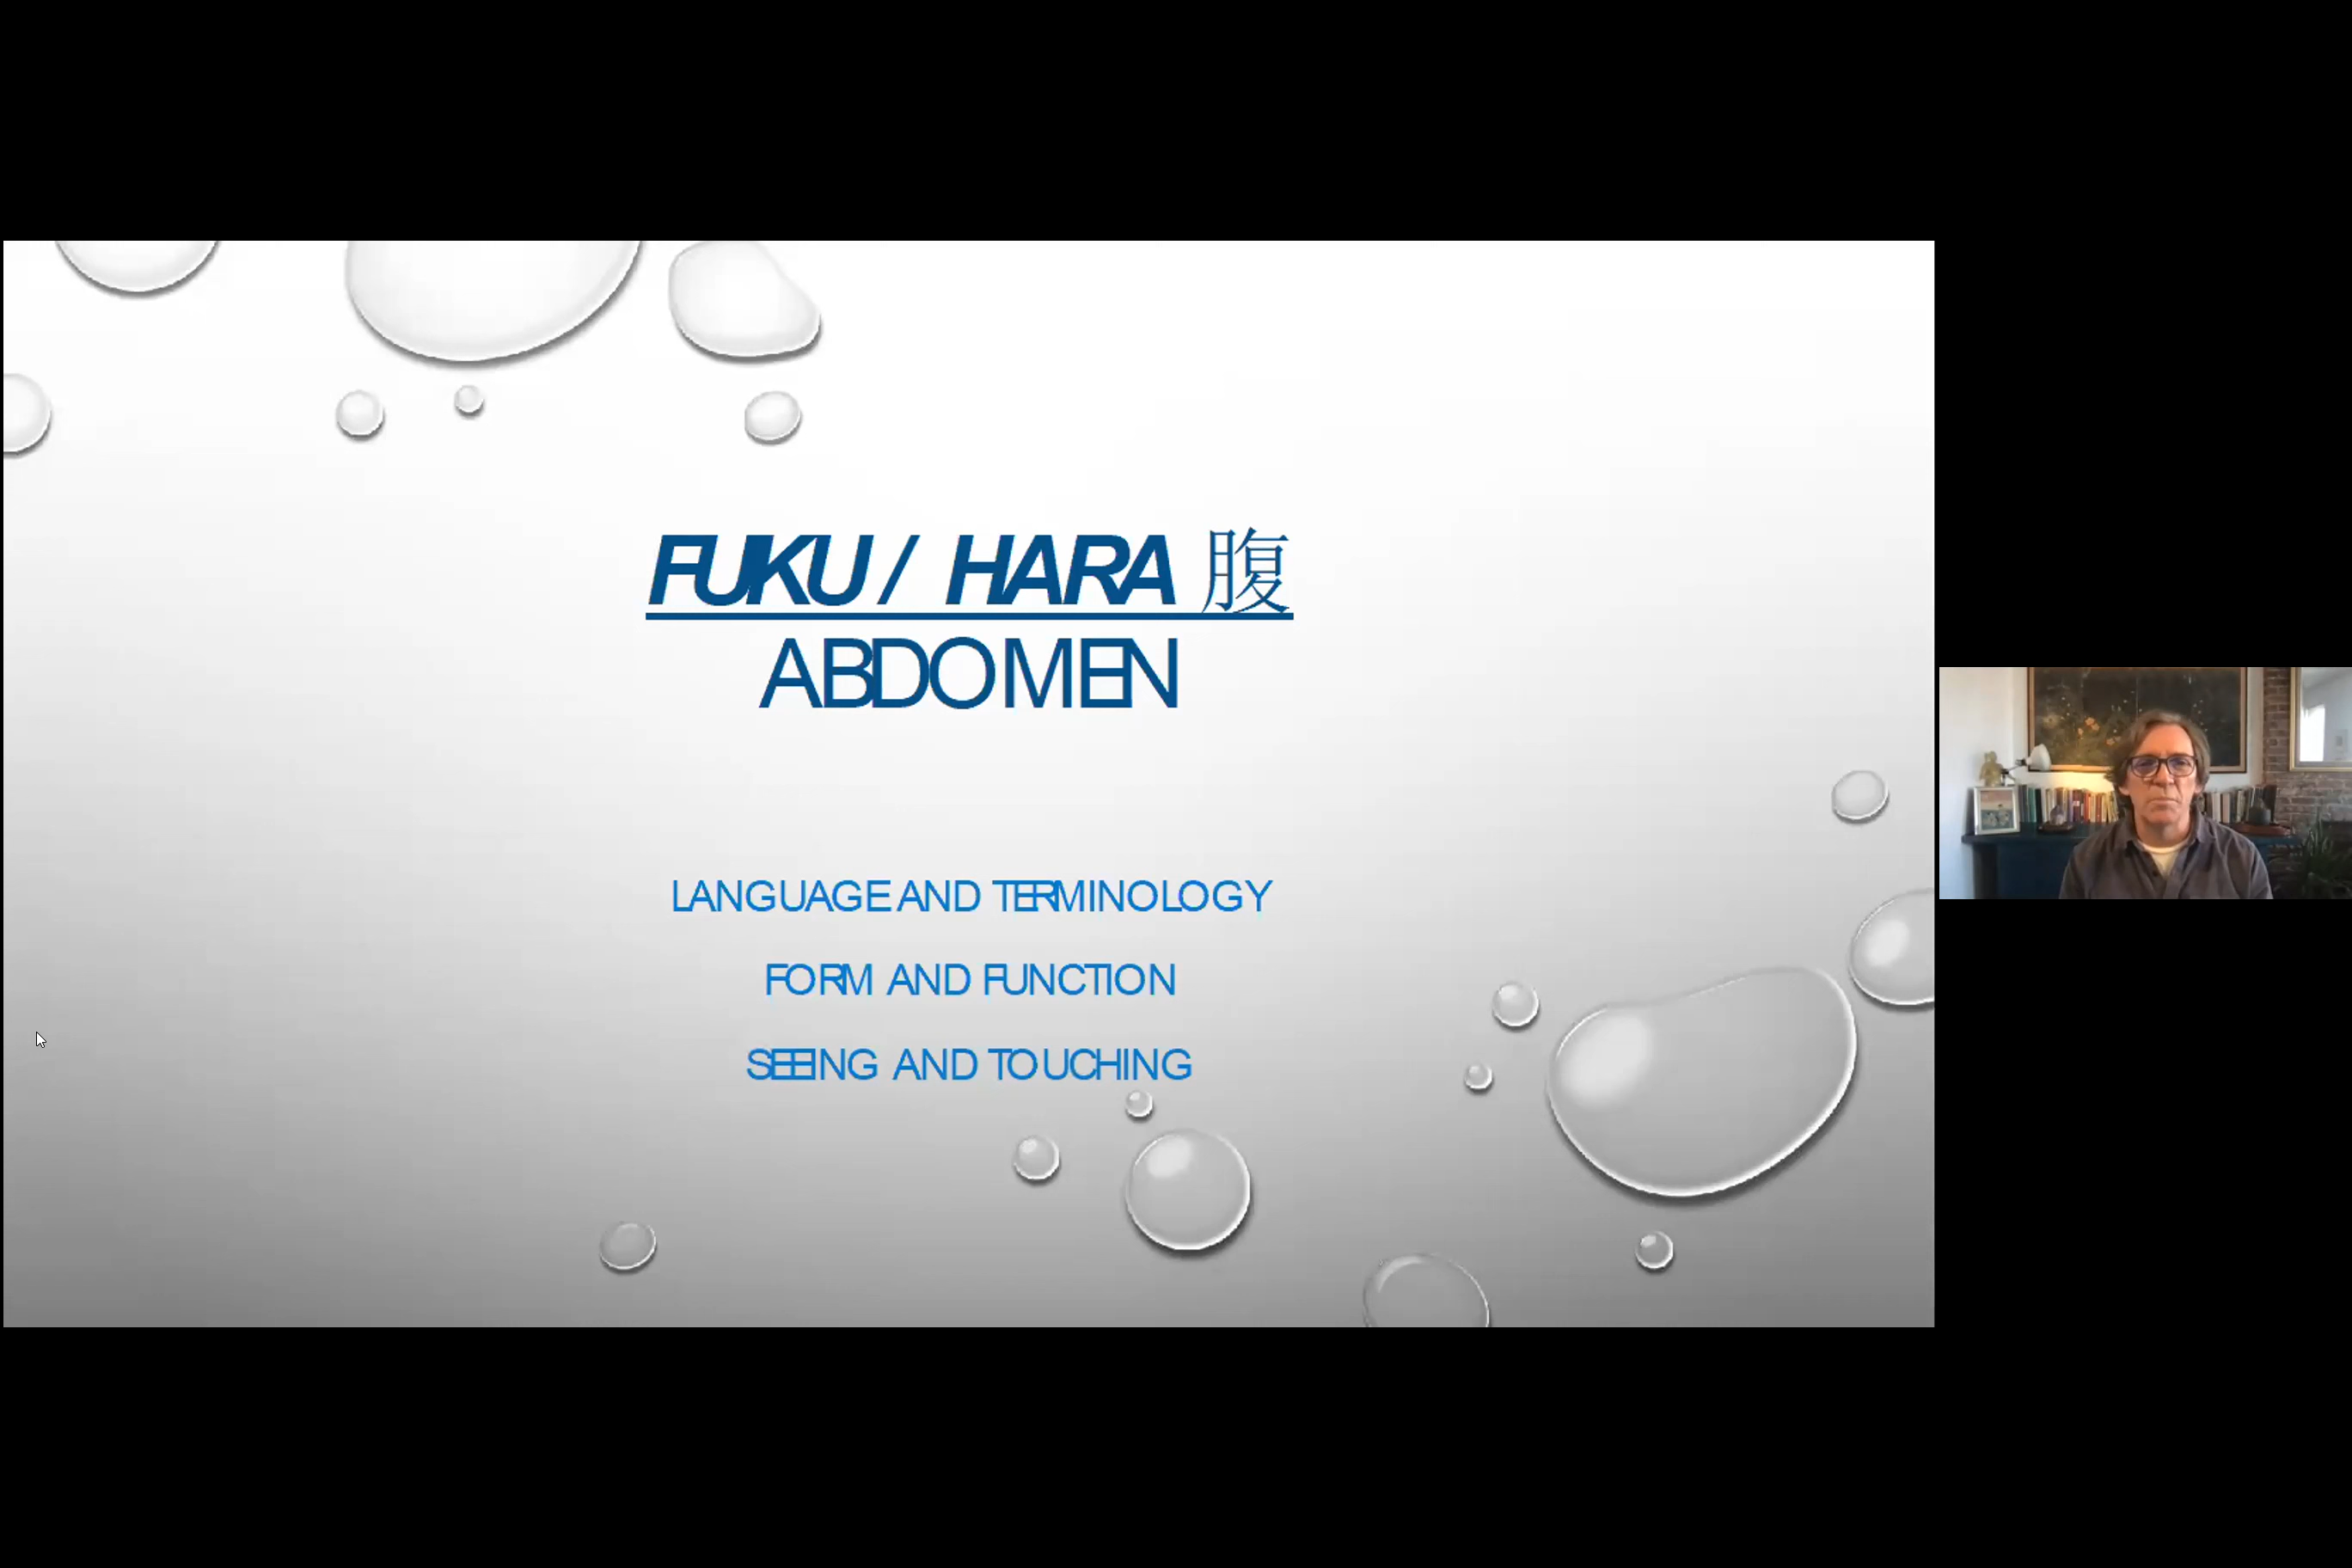 FUKU / HARA 腹
ABDOMEN
LANGUAGE AND TERMINOLOGY
FORM AND FUNCTION
SEEING AND TOUCHING